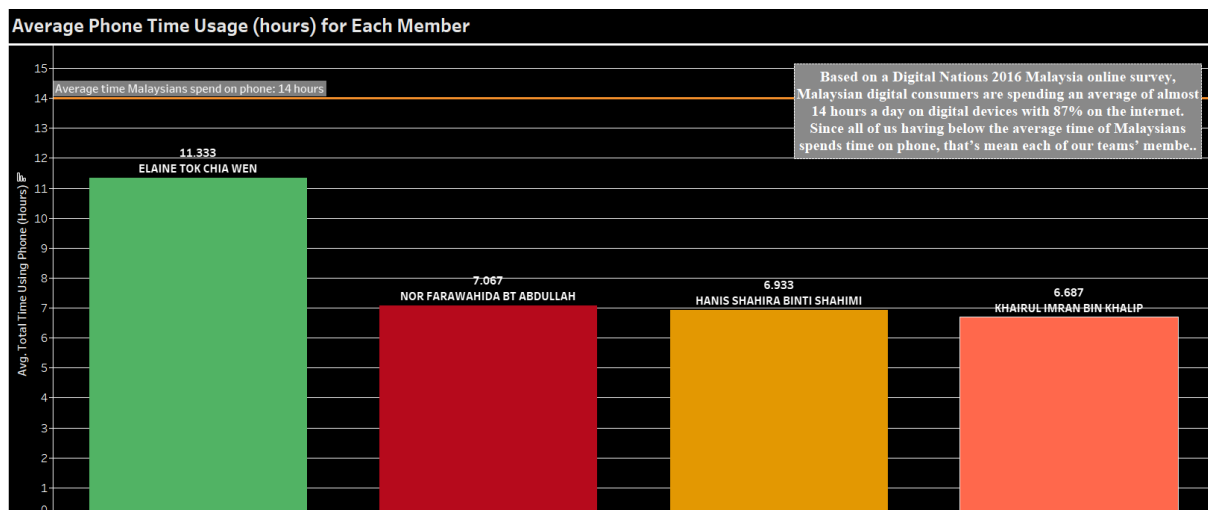 Average Phone Time Usage (hours) for Each Member
15
Average time Malaysians spend on phone: 14 hours
14
13
12
11
10
9
8
7
6
5
4
3
2
1
0
Avg. Total Time Using Phone (Hours)
Based on a Digital Nations 2016 Malaysia online survey,
Malaysian digital consumers are spending an average of almost
14 hours a day on digital devices with 87% on the internet.
Since all of us having below the average time of Malaysians
spends time on phone, that's mean each of our teams' membe..
11.333
ELAINE TOK CHIA WEN
7.067
NOR FARAWAHIDA BT ABDULLAH
6.933
HANIS SHAHIRA BINTI SHAHIMI
6.687
KHAIRUL IMRAN BIN KHALIP